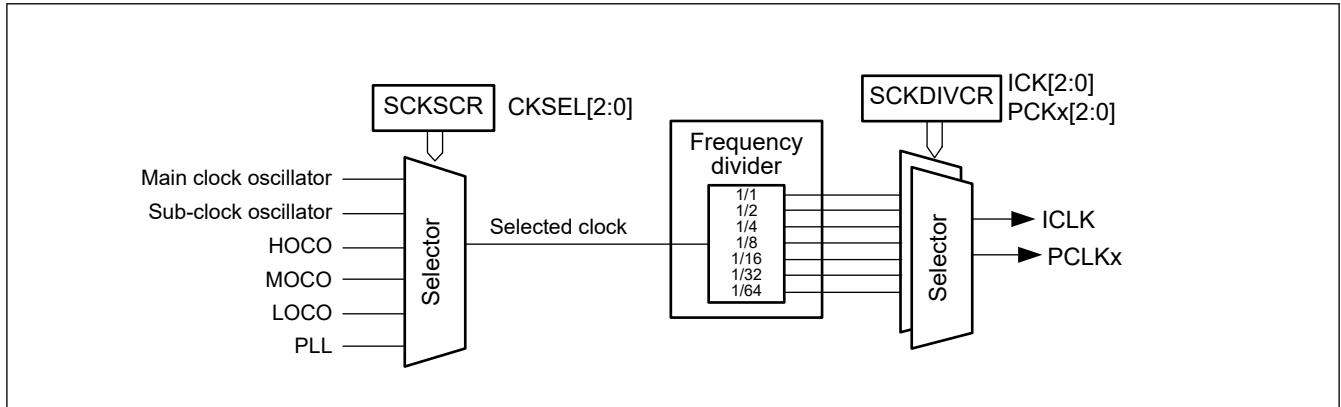 SCKSCR
CKSEL[2:0]
SCKDIVCR
ICK[2:0]
PCKx[2:0]
Main clock oscillator
Sub-clock oscillator
HOCO
MOCO
LOCO
PLL
Selector
Selected clock
Frequency
divider
1/1
1/2
1/4
1/8
1/16
1/32
1/64
Selector
ICLK
PCLKx